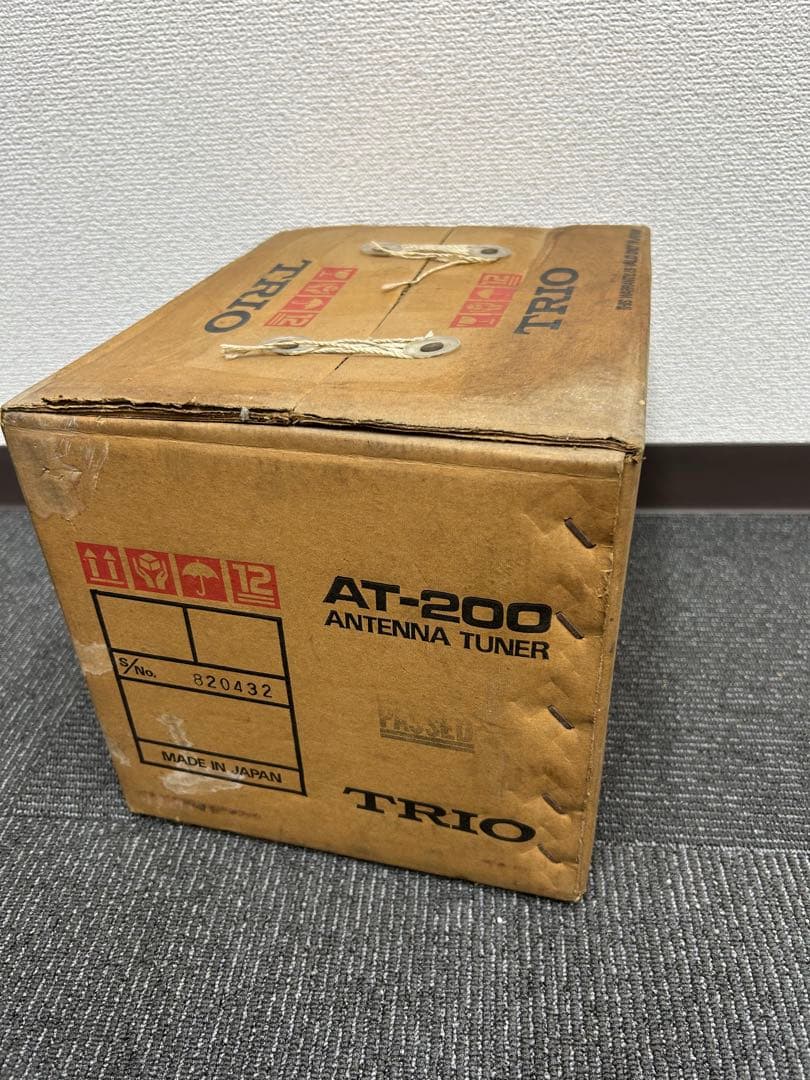 TRIO
TRIO
12
AT-200
ANTENNA TUNER
S/No. 820432
PASSED
MADE IN JAPAN
TRIO